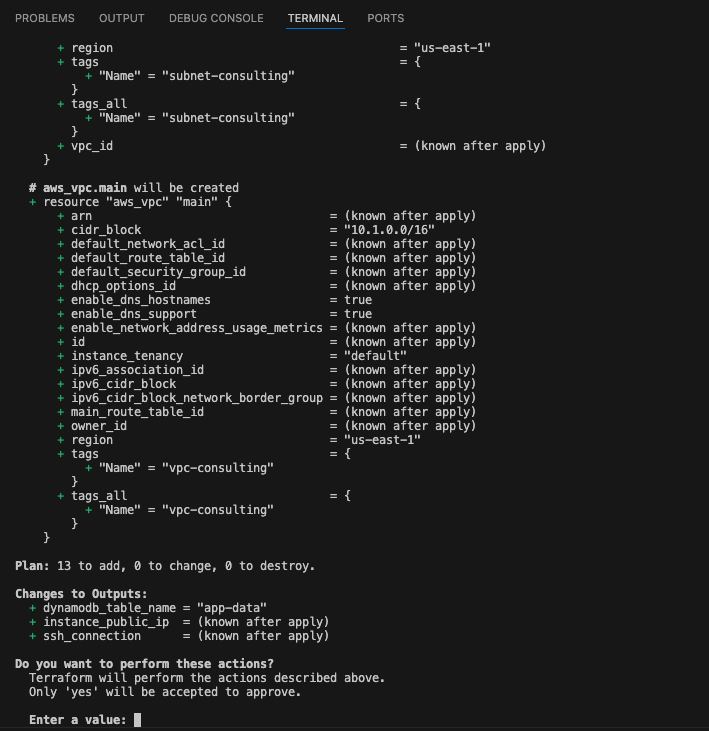 PROBLEMS OUTPUT DEBUG CONSOLE TERMINAL PORTS
+ region = "us-east-1"
+ tags = {
+ "Name" = "subnet-consulting"
}
+ tags_all = {
+ "Name" = "subnet-consulting"
}
+ vpc_id = (known after apply)
}
# aws_vpc.main will be created
+ resource "aws_vpc" "main" {
+ arn = (known after apply)
+ cidr_block = "10.1.0.0/16"
+ default_network_acl_id = (known after apply)
+ default_route_table_id = (known after apply)
+ default_security_group_id = (known after apply)
+ dhcp_options_id = (known after apply)
+ enable_dns_hostnames = true
+ enable_dns_support = true
+ enable_network_address_usage_metrics = (known after apply)
+ id = (known after apply)
+ instance_tenancy = "default"
+ ipv6_association_id = (known after apply)
+ ipv6_cidr_block = (known after apply)
+ ipv6_cidr_block_network_border_group = (known after apply)
+ main_route_table_id = (known after apply)
+ owner_id = (known after apply)
+ region = "us-east-1"
+ tags = {
+ "Name" = "vpc-consulting"
}
+ tags_all = {
+ "Name" = "vpc-consulting"
}
}
Plan: 13 to add, 0 to change, 0 to destroy.
Changes to Outputs:
+ dynamodb_table_name = "app-data"
+ instance_public_ip = (known after apply)
+ ssh_connection = (known after apply)
Do you want to perform these actions?
Terraform will perform the actions described above.
Only 'yes' will be accepted to approve.
Enter a value: